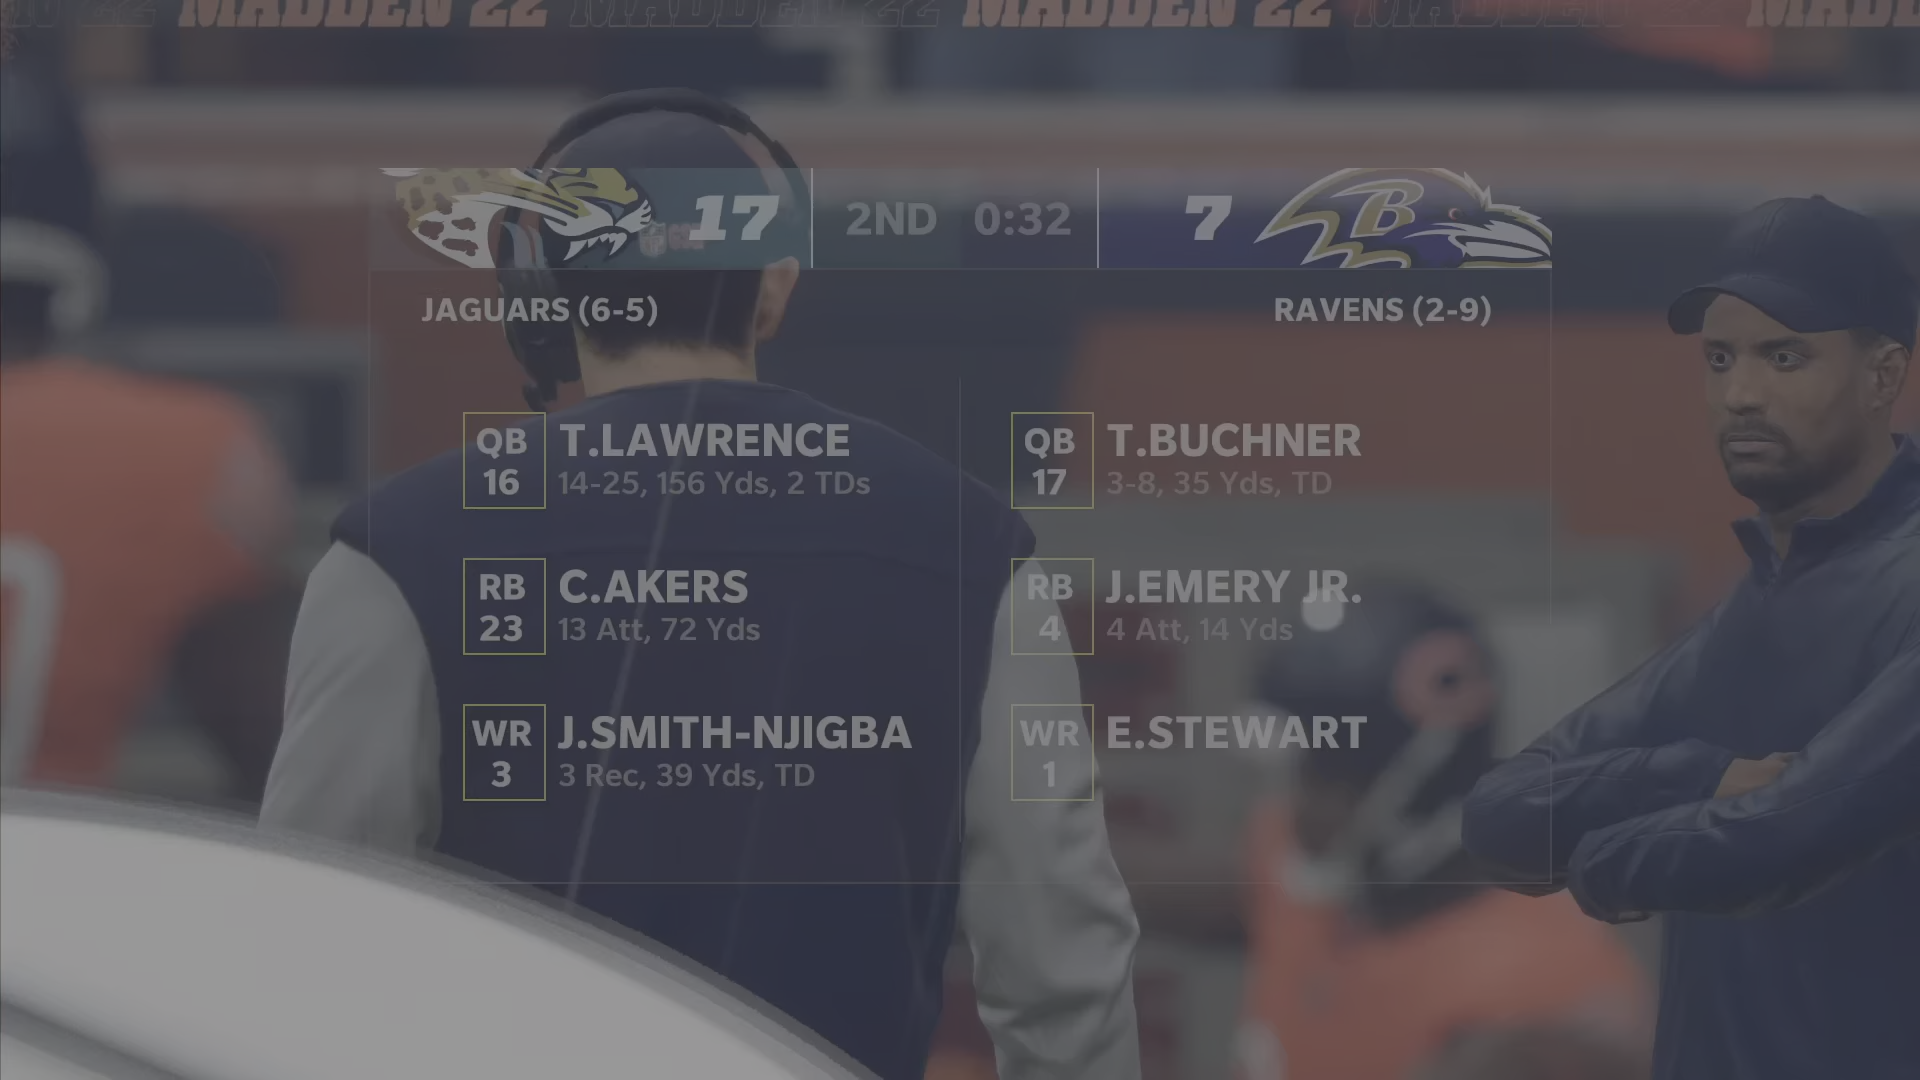 MADDEN 22 MADDEN 22 MADDEN 22 MADDEN 22
17 2ND 0:32 7
JAGUARS (6-5) RAVENS (2-9)
QB 16 T.LAWRENCE
14-25, 156 Yds, 2 TDs
QB 17 T.BUCHNER
3-8, 35 Yds, TD
RB 23 C.AKERS
13 Att, 72 Yds
RB 4 J.EMERY JR.
4 Att, 14 Yds
WR 3 J.SMITH-NJIGBA
3 Rec, 39 Yds, TD
WR 1 E.STEWART